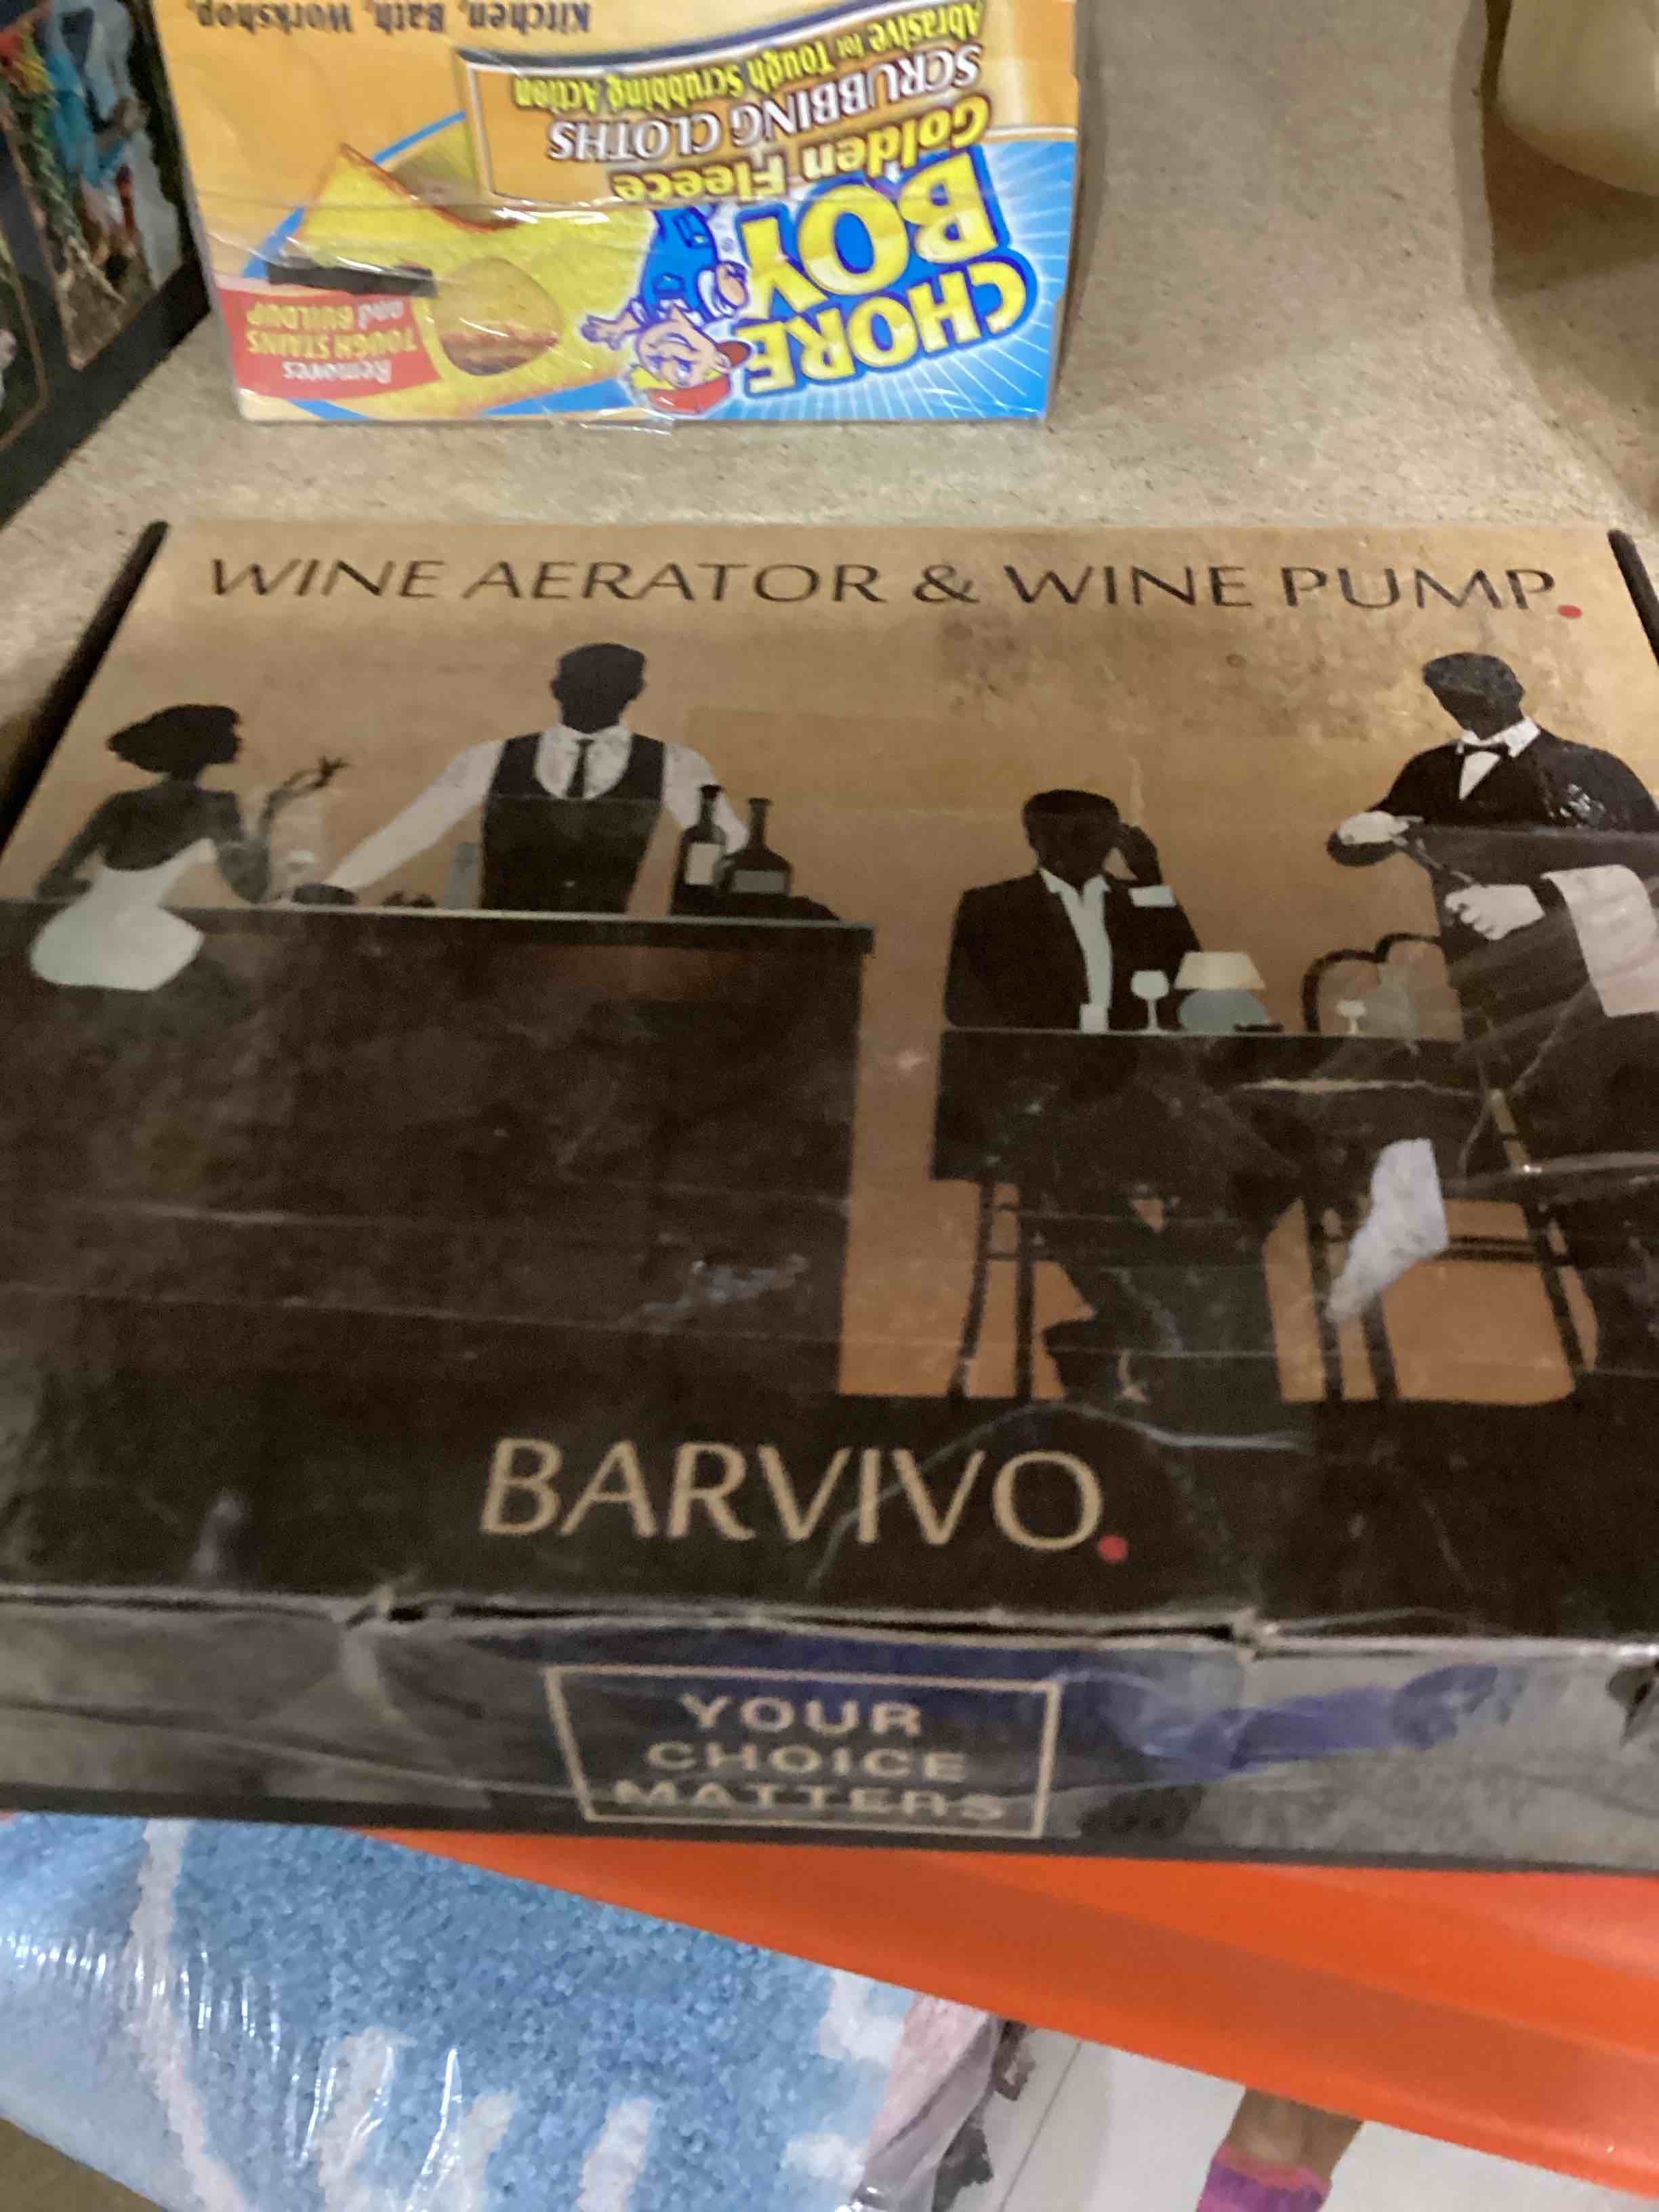 Kitchen, Bath, Workshop,
Abrasive for Tough Scrubbing Action
SCRUBBING CLOTHS
Golden Fleece
BOY
CHORE
Removes
TOUGH STAINS
and BUILDUP
WINE AERATOR & WINE PUMP.
BARVIVO.
YOUR
CHOICE
MATTERS